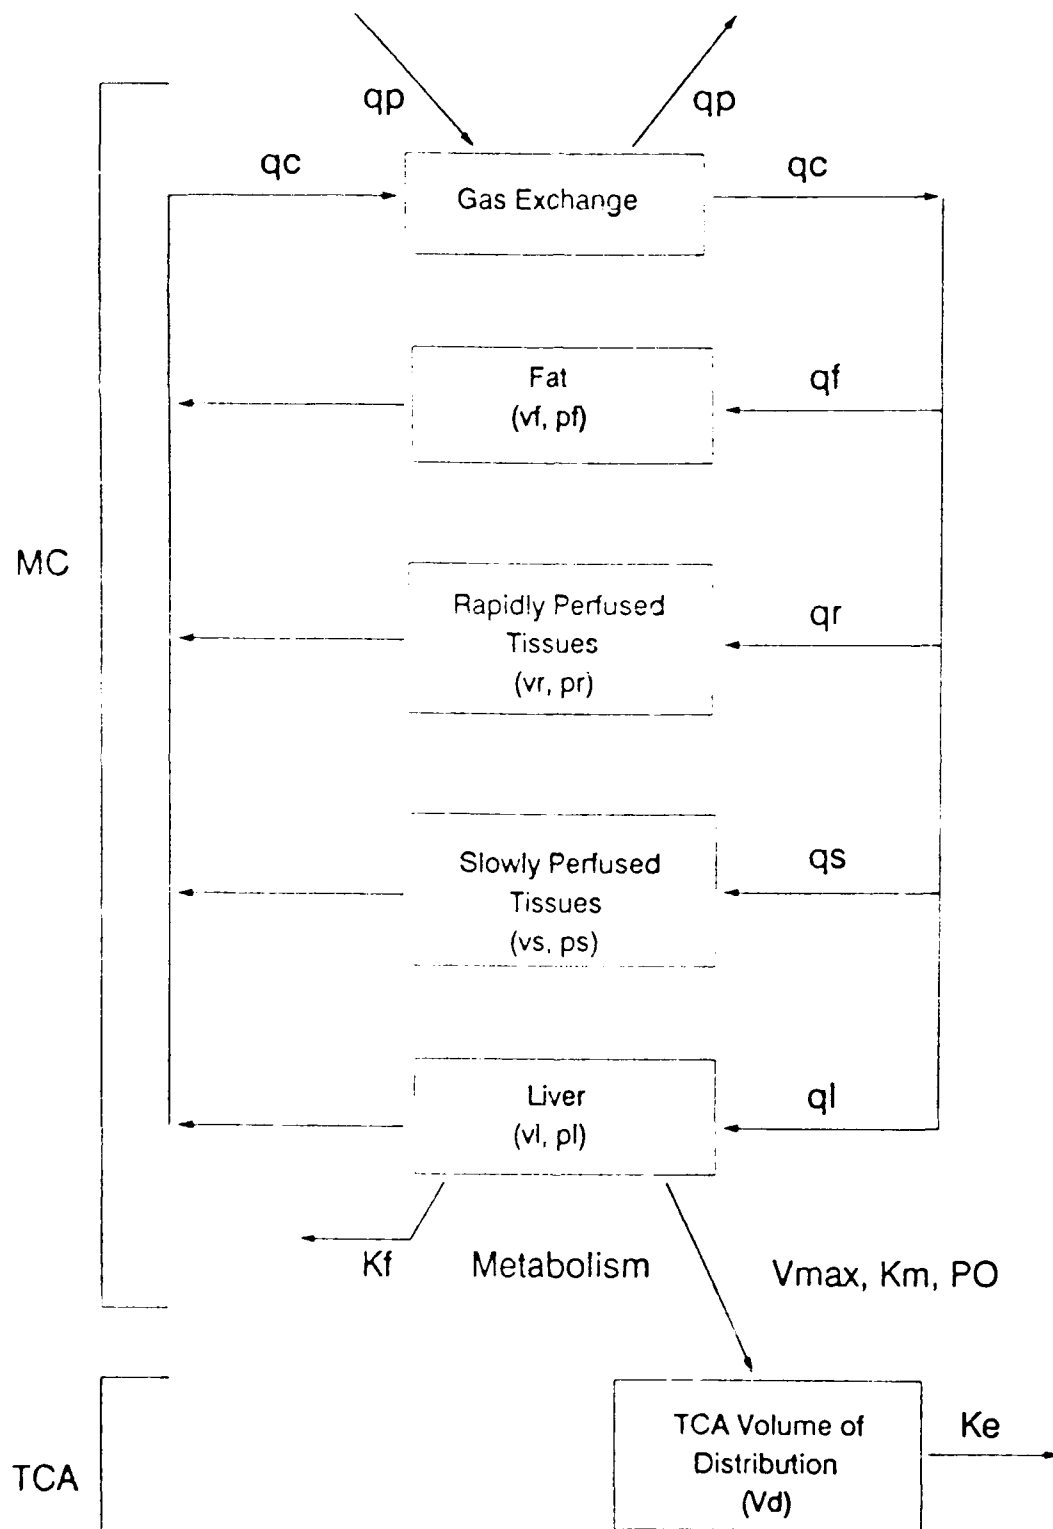 qp
qp
qc
qc
Gas Exchange
Fat
(vf, pf)
qf
MC
Rapidly Perfused
Tissues
(vr, pr)
qr
Slowly Perfused
Tissues
(vs, ps)
qs
Liver
(vl, pl)
ql
Kf
Metabolism
Vmax, Km, PO
TCA
TCA Volume of
Distribution
(Vd)
Ke